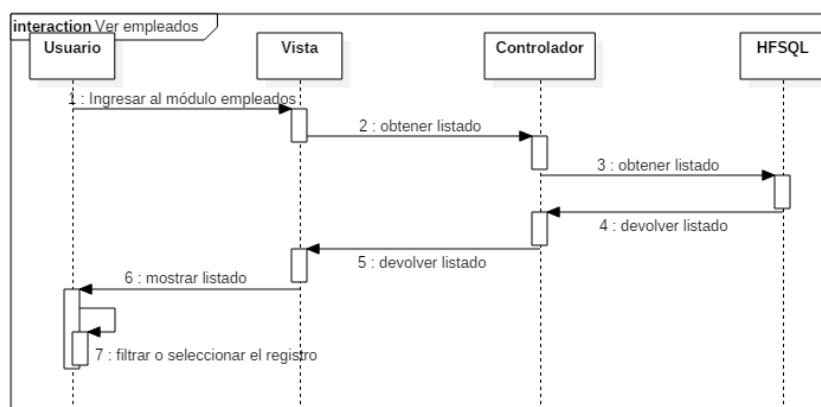 interaction Ver empleados
Usuario
Vista
Controlador
HFSQL
1 : Ingresar al módulo empleados
2 : obtener listado
3 : obtener listado
4 : devolver listado
5 : devolver listado
6 : mostrar listado
7 : filtrar o seleccionar el registro